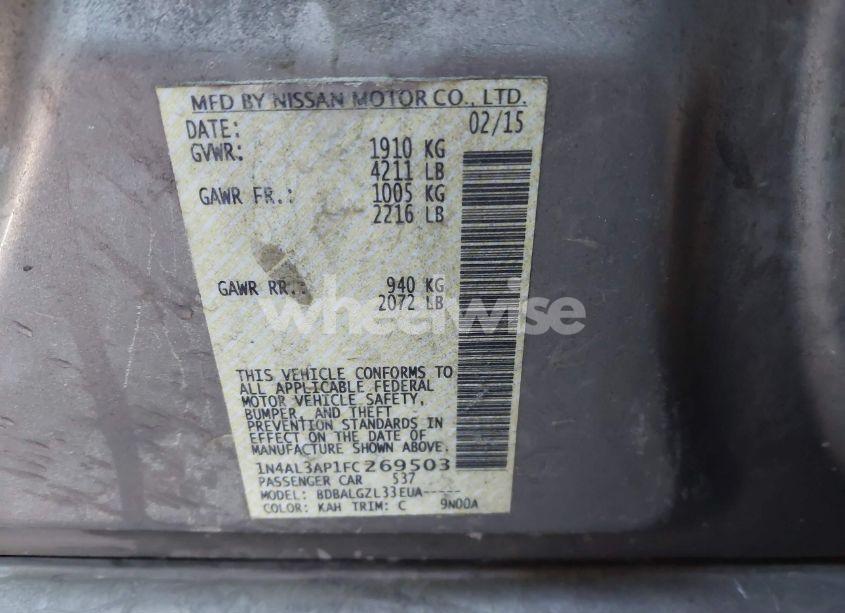 MFD BY NISSAN MOTOR CO., LTD.
DATE: 02/15
GVWR: 1910 KG
4211 LB
GAWR FR.: 1005 KG
2216 LB
GAWR RR.: 940 KG
2072 LB
wheelwise
THIS VEHICLE CONFORMS TO
ALL APPLICABLE FEDERAL
MOTOR VEHICLE SAFETY,
BUMPER, AND THEFT
PREVENTION STANDARDS IN
EFFECT ON THE DATE OF
MANUFACTURE SHOWN ABOVE.
1N4AL3AP1FC269503
PASSENGER CAR 537
MODEL: BDBALGZL33EUA-----
COLOR: KAH TRIM: C 9N00A